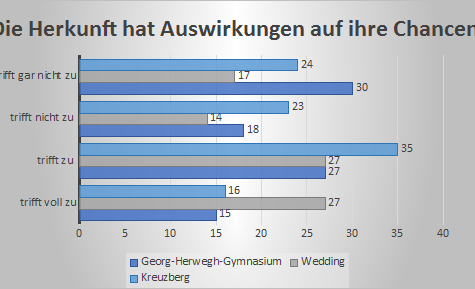 Die Herkunft hat Auswirkungen auf ihre Chancen
trifft gar nicht zu
24
17
30
trifft nicht zu
23
14
18
trifft zu
35
27
27
trifft voll zu
16
27
15
0 5 10 15 20 25 30 35 40
Georg-Herwegh-Gymnasium Wedding
Kreuzberg